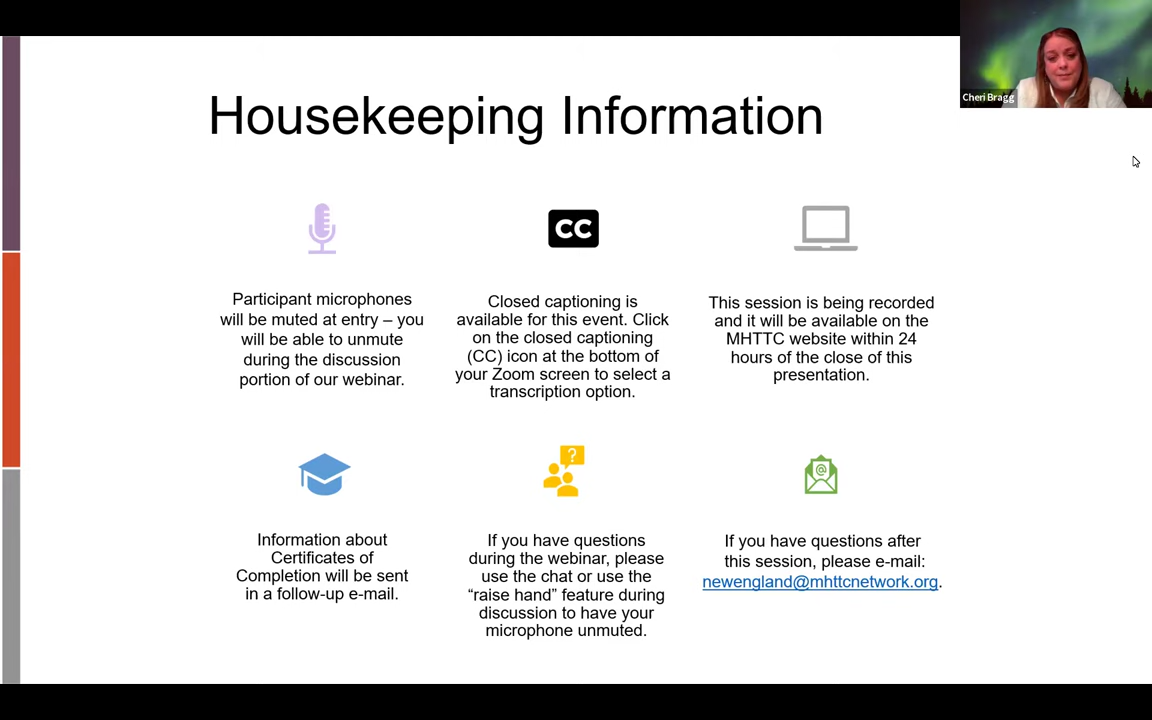 Cheri Bragg
Housekeeping Information
CC
Participant microphones
will be muted at entry – you
will be able to unmute
during the discussion
portion of our webinar.
Closed captioning is
available for this event. Click
on the closed captioning
(CC) icon at the bottom of
your Zoom screen to select a
transcription option.
This session is being recorded
and it will be available on the
MHTTC website within 24
hours of the close of this
presentation.
?
@
Information about
Certificates of
Completion will be sent
in a follow-up e-mail.
If you have questions
during the webinar, please
use the chat or use the
“raise hand” feature during
discussion to have your
microphone unmuted.
If you have questions after
this session, please e-mail:
newengland@mhttcnetwork.org.